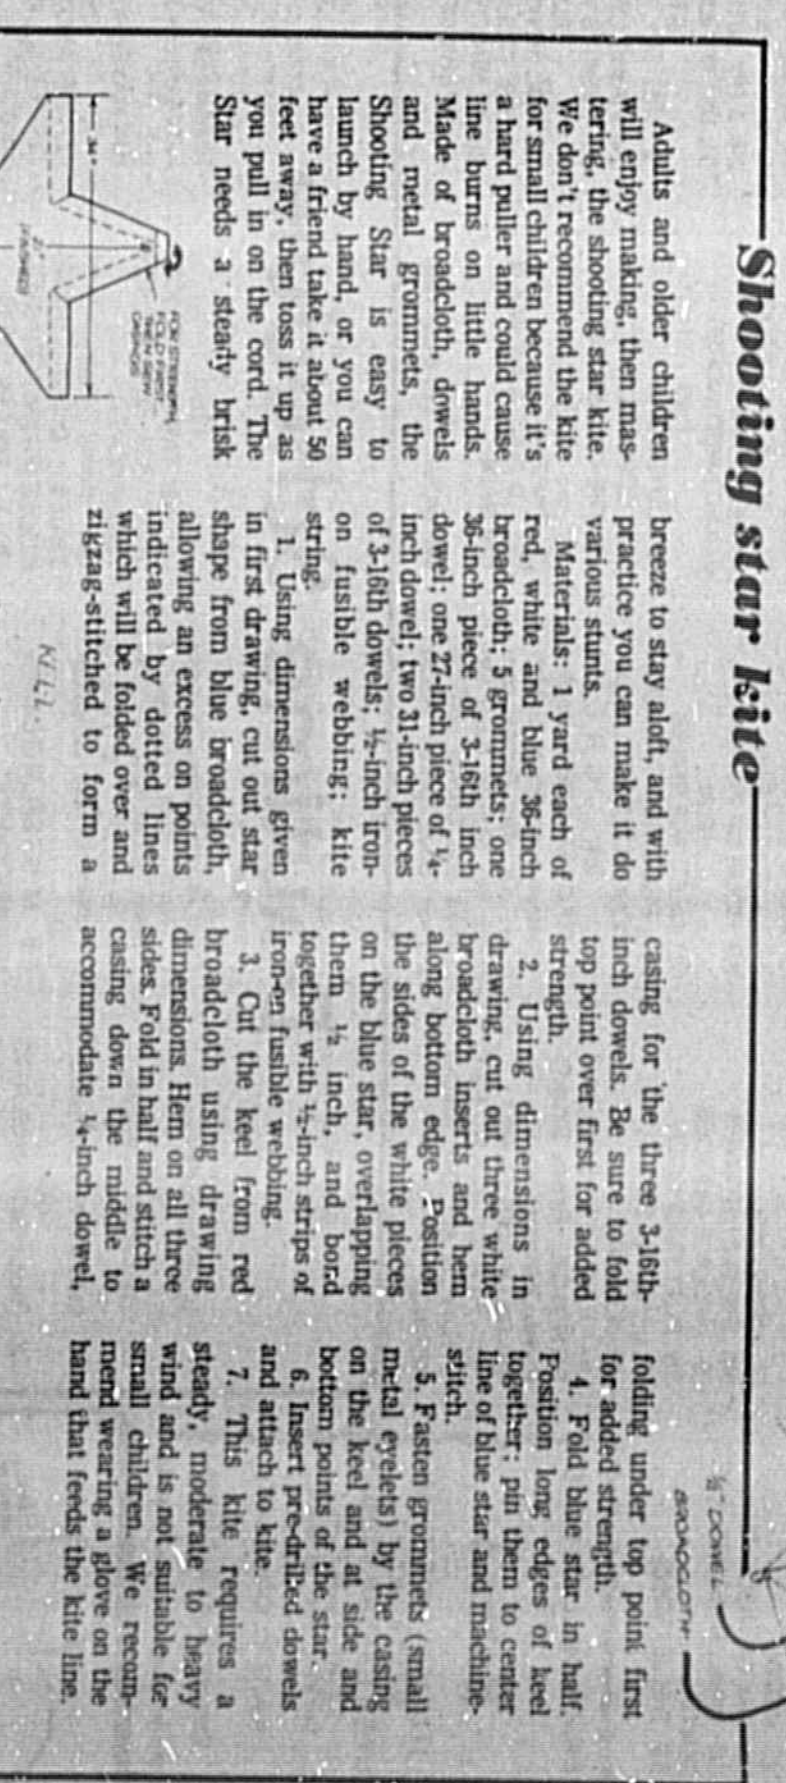 Shooting star kite
Adults and older children
will enjoy making, then mas-
tering, the shooting star kite.
We don't recommend the kite
for small children because it's
a hard puller and could cause
line burns on little hands.
Made of broadcloth, dowels
and metal grommets, the
Shooting Star is easy to
launch by hand, or you can
have a friend take it about 50
feet away, then toss it up as
you pull in on the cord. The
Star needs a steady brisk
breeze to stay aloft, and with
practice you can make it do
various stunts.
Materials: 1 yard each of
red, white and blue 36-inch
broadcloth; 5 grommets; one
36-inch piece of 3-16th inch
dowel; one 27-inch piece of ¼-
inch dowel; two 31-inch pieces
of 3-16th dowels; ½-inch iron-
on fusible webbing; kite
string.
1. Using dimensions given
in first drawing, cut out star
shape from blue broadcloth,
allowing an excess on points
indicated by dotted lines
which will be folded over and
zigzag-stitched to form a
casing for the three 3-16th-
inch dowels. Be sure to fold
top point over first for added
strength.
2. Using dimensions in
drawing, cut out three white
broadcloth inserts and hem
along bottom edge. Position
the sides of the white pieces
on the blue star, overlapping
them ½ inch, and bond
together with ½-inch strips of
iron-on fusible webbing.
3. Cut the keel from red
broadcloth using drawing
dimensions. Hem on all three
sides. Fold in half and stitch a
casing down the middle to
accommodate ¼-inch dowel,
folding under top point first
for added strength.
4. Fold blue star in half.
Position long edges of keel
together; pin them to center
line of blue star and machine-
stitch.
5. Fasten grommets (small
metal eyelets) by the casing
on the keel and at side and
bottom points of the star.
6. Insert pre-drilled dowels
and attach to kite.
7. This kite requires a
steady, moderate to heavy
wind and is not suitable for
small children. We recom-
mend wearing a glove on the
hand that feeds the kite line.
FOR STRENGTH,
FOLD FIRST
THEN SEW
CASINGS
(FINISHED)
DOWEL
BROADCLOTH